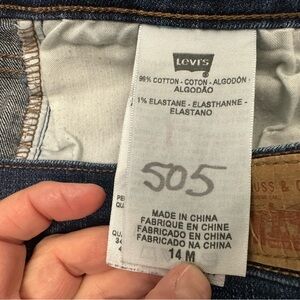 LEVI'S
99% COTTON - COTON - ALGODÓN
ALGODÃO
1% ELASTANE - ELASTHANNE -
ELASTANO
505
MADE IN CHINA
FABRIQUÉ EN CHINE
FABRICADO EN CHINA
FABRICADO NA CHINA
14 M